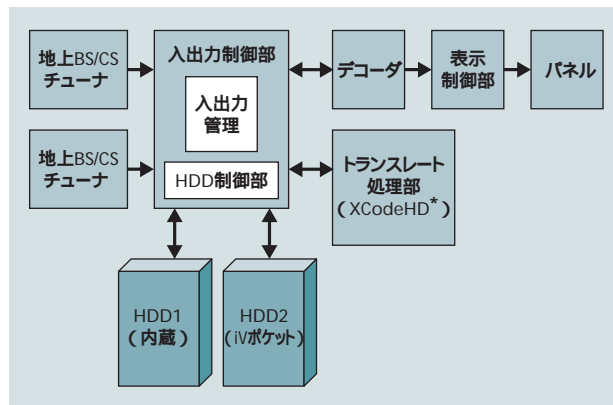 地上BS/CS
チューナ
入出力制御部
入出力
管理
HDD制御部
デコーダ
表示
制御部
パネル
地上BS/CS
チューナ
トランスレート
処理部
（XCodeHD*）
HDD1
（内蔵）
HDD2
（iVポケット）